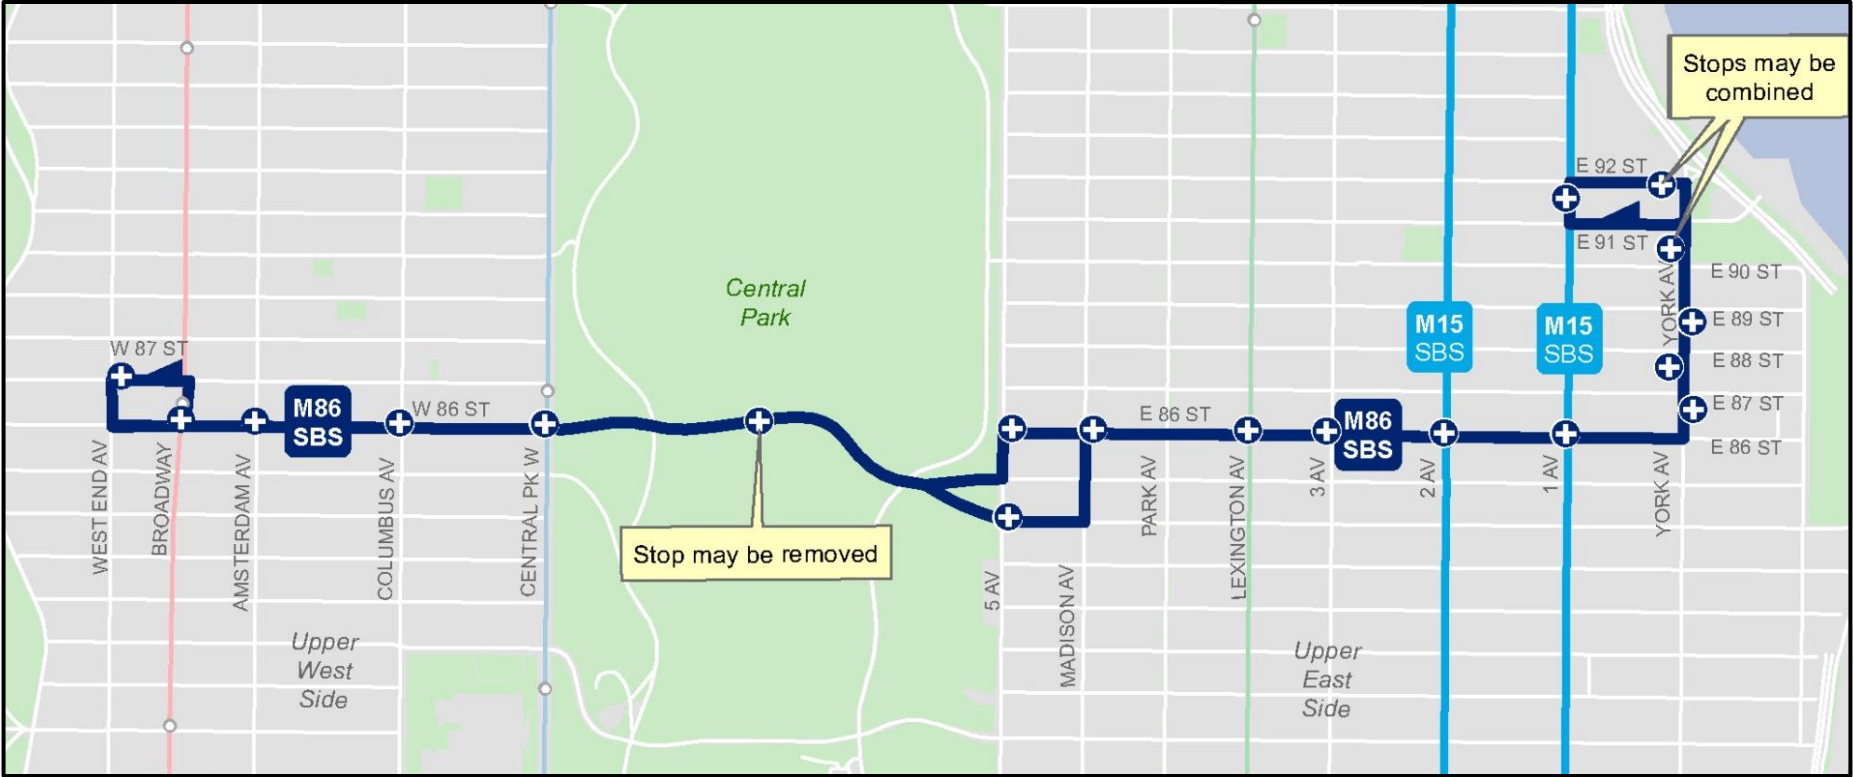 Stops may be
combined
E 92 ST
E 91 ST
YORK AV
E 90 ST
E 89 ST
E 88 ST
E 87 ST
E 86 ST
Central
Park
M15
SBS
M15
SBS
W 87 ST
M86
SBS
W 86 ST
E 86 ST
M86
SBS
Stop may be removed
WEST END AV
BROADWAY
AMSTERDAM AV
COLUMBUS AV
CENTRAL PK W
5 AV
MADISON AV
PARK AV
LEXINGTON AV
3 AV
2 AV
1 AV
YORK AV
Upper
West
Side
Upper
East
Side